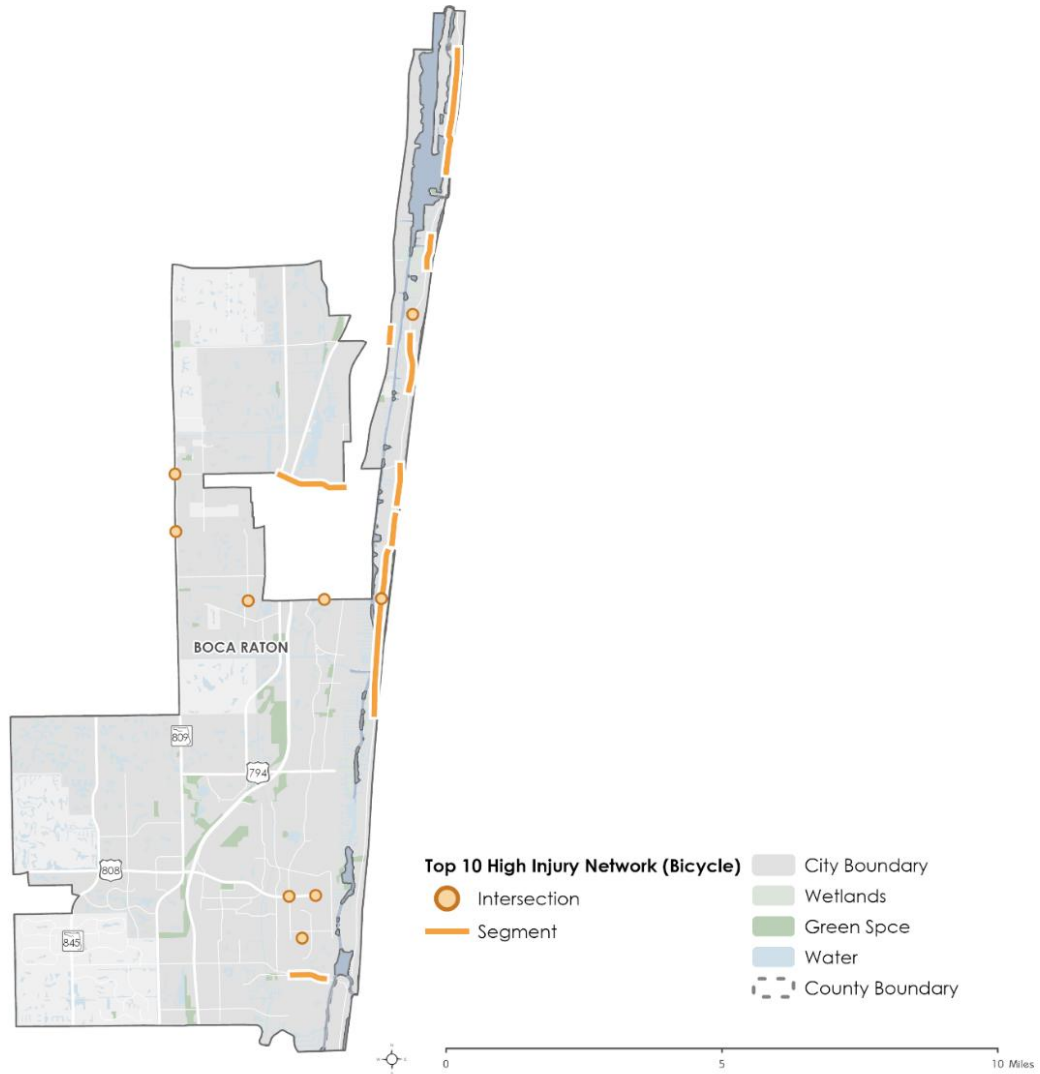 BOCA RATON
809
794
808
845
Top 10 High Injury Network (Bicycle)
Intersection
Segment
City Boundary
Wetlands
Green Spce
Water
County Boundary
0
5
10 Miles